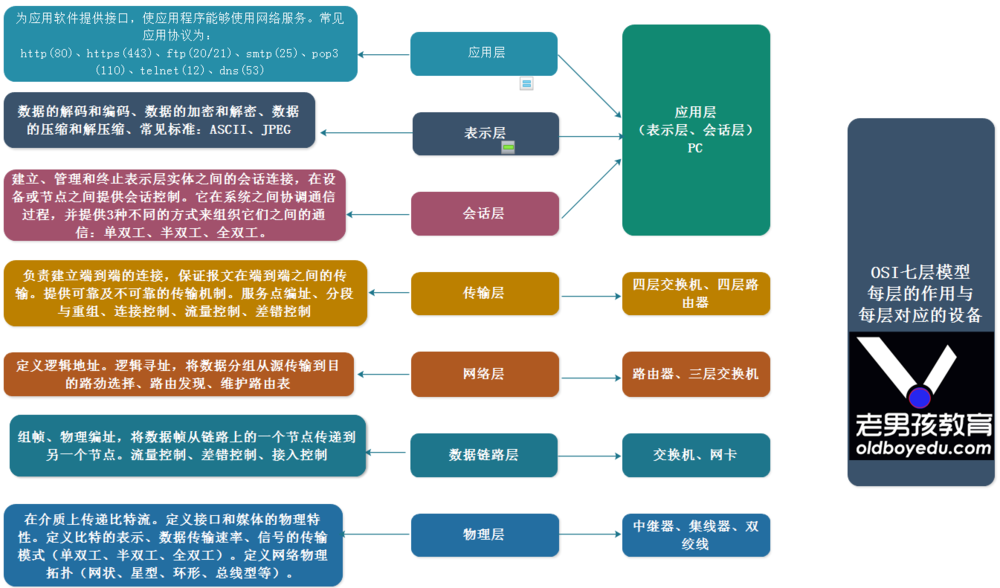 为应用软件提供接口，使应用程序能够使用网络服务。常见
应用协议为：
http(80)、https(443)、ftp(20/21)、smtp(25)、pop3
(110)、telnet(12)、dns(53)
应用层
数据的解码和编码、数据的加密和解密、数据
的压缩和解压缩、常见标准：ASCII、JPEG
表示层
应用层
（表示层、会话层）
PC
建立、管理和终止表示层实体之间的会话连接，在
设备或节点之间提供会话控制。它在系统之间协调通信
过程，并提供3种不同的方式来组织它们之间的通
信：单双工、半双工、全双工。
会话层
负责建立端到端的连接，保证报文在端到端之间的传
输。提供可靠及不可靠的传输机制。服务点编址、分段
与重组、连接控制、流量控制、差错控制
传输层
四层交换机、四层路
由器
定义逻辑地址。逻辑寻址，将数据分组从源传输到目
的路劲选择、路由发现、维护路由表
网络层
路由器、三层交换机
组帧、物理编址，将数据帧从链路上的一个节点传递到
另一个节点。流量控制、差错控制、接入控制
数据链路层
交换机、网卡
在介质上传递比特流。定义接口和媒体的物理特
性。定义比特的表示、数据传输速率、信号的传输
模式（单双工、半双工、全双工）。定义网络物理
拓扑（网状、星型、环形、总线型等）。
物理层
中继器、集线器、双
绞线
OSI七层模型
每层的作用与
每层对应的设备
老男孩教育
oldboyedu.com